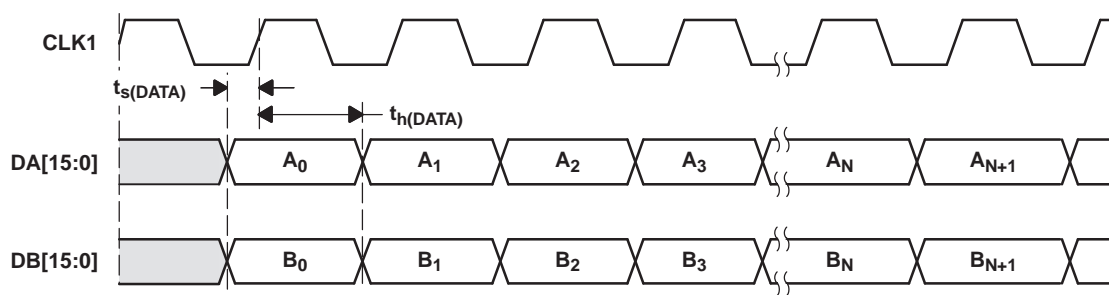 CLK1
ts(DATA)
th(DATA)
DA[15:0] A0 A1 A2 A3 AN AN+1
DB[15:0] B0 B1 B2 B3 BN BN+1